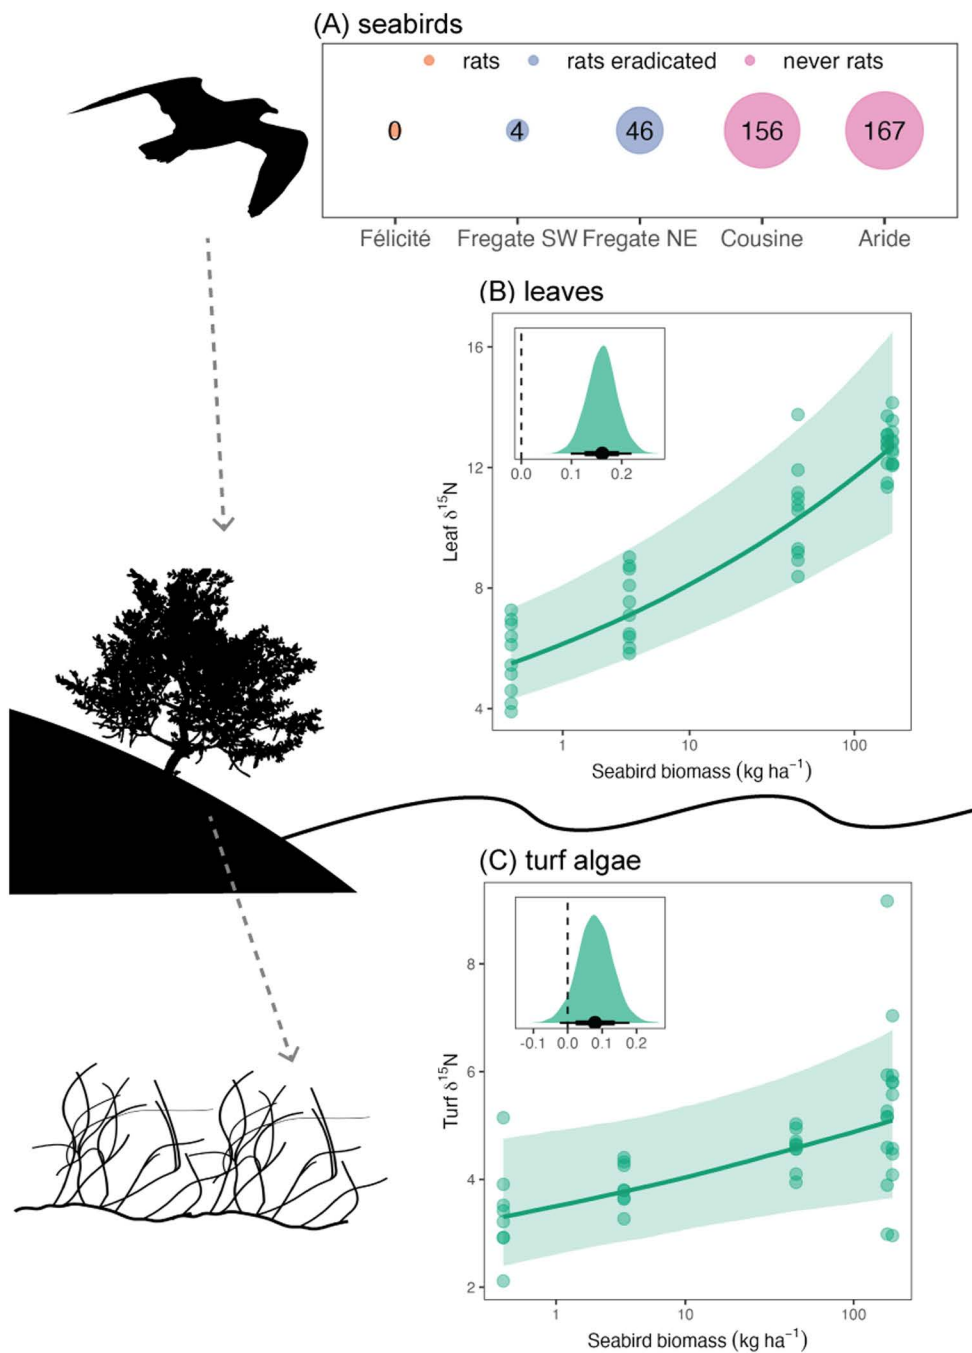 (A) seabirds
rats rats eradicated never rats
0 4 46 156 167
Félicité Fregate SW Fregate NE Cousine Aride
(B) leaves
16
12
8
4
Leaf δ¹⁵N
0.0 0.1 0.2
1 10 100
Seabird biomass (kg ha⁻¹)
(C) turf algae
8
6
4
2
Turf δ¹⁵N
-0.1 0.0 0.1 0.2
1 10 100
Seabird biomass (kg ha⁻¹)